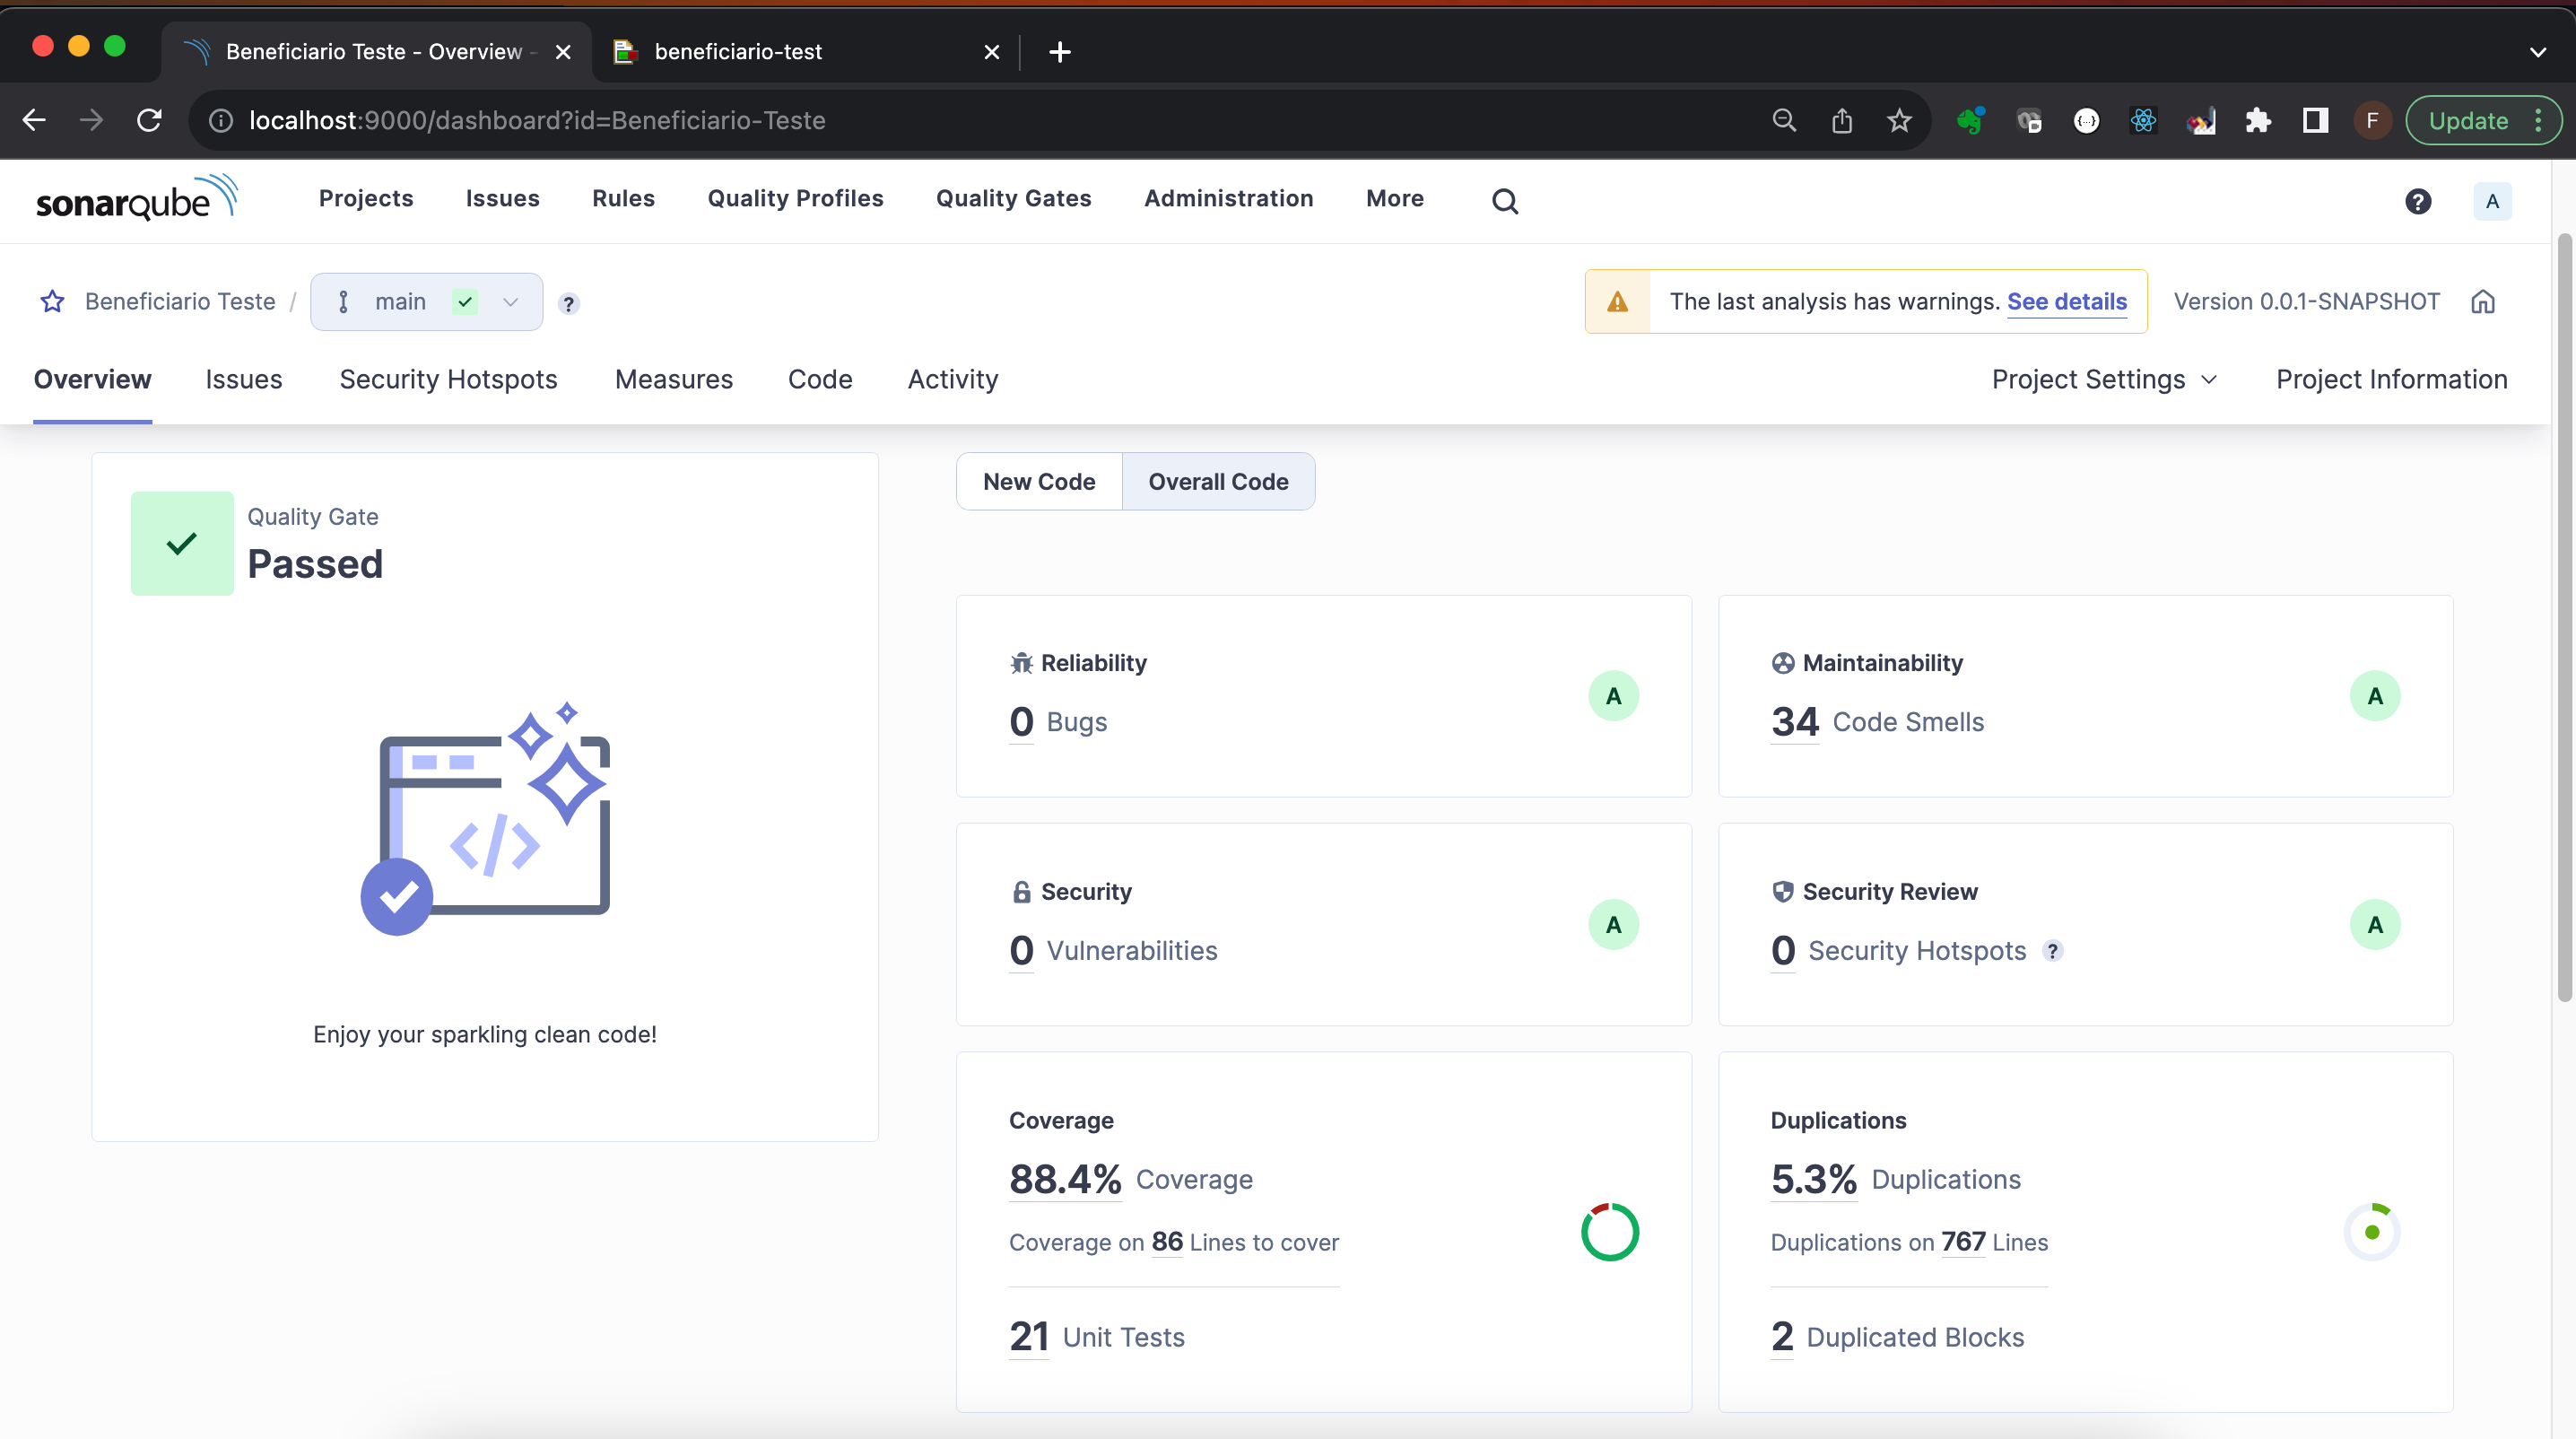 Beneficiario Teste - Overview -
beneficiario-test
localhost:9000/dashboard?id=Beneficiario-Teste
F
Update
sonarqube
Projects
Issues
Rules
Quality Profiles
Quality Gates
Administration
More
?
A
Beneficiario Teste / main
?
The last analysis has warnings. See details
Version 0.0.1-SNAPSHOT
Overview
Issues
Security Hotspots
Measures
Code
Activity
Project Settings
Project Information
Quality Gate
Passed
Enjoy your sparkling clean code!
New Code
Overall Code
Reliability
0 Bugs
A
Maintainability
34 Code Smells
A
Security
0 Vulnerabilities
A
Security Review
0 Security Hotspots ?
A
Coverage
88.4% Coverage
Coverage on 86 Lines to cover
21 Unit Tests
Duplications
5.3% Duplications
Duplications on 767 Lines
2 Duplicated Blocks